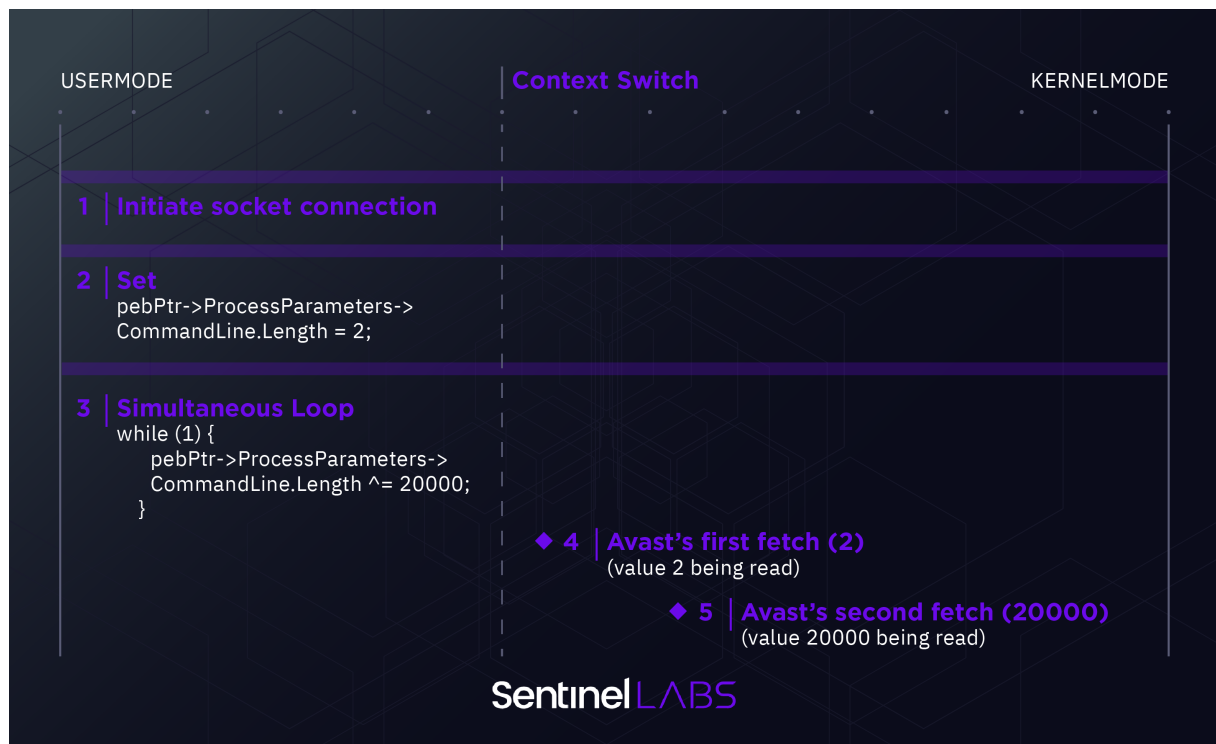 USERMODE
Context Switch
KERNELMODE
1 Initiate socket connection
2 Set
pebPtr->ProcessParameters->
CommandLine.Length = 2;
3 Simultaneous Loop
while (1) {
pebPtr->ProcessParameters->
CommandLine.Length ^= 20000;
}
4 Avast’s first fetch (2)
(value 2 being read)
5 Avast’s second fetch (20000)
(value 20000 being read)
SentinelLABS